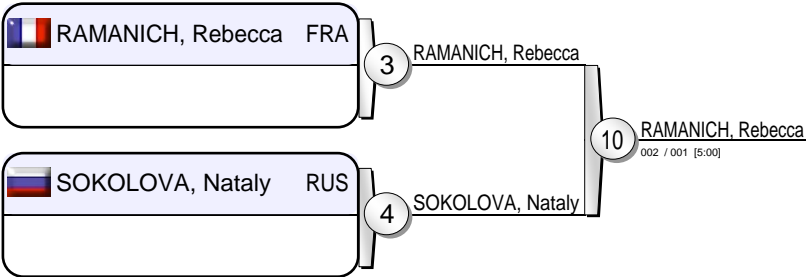 RAMANICH, Rebecca FRA
3
RAMANICH, Rebecca
10
RAMANICH, Rebecca
002 / 001 [5:00]
SOKOLOVA, Nataly RUS
4
SOKOLOVA, Nataly